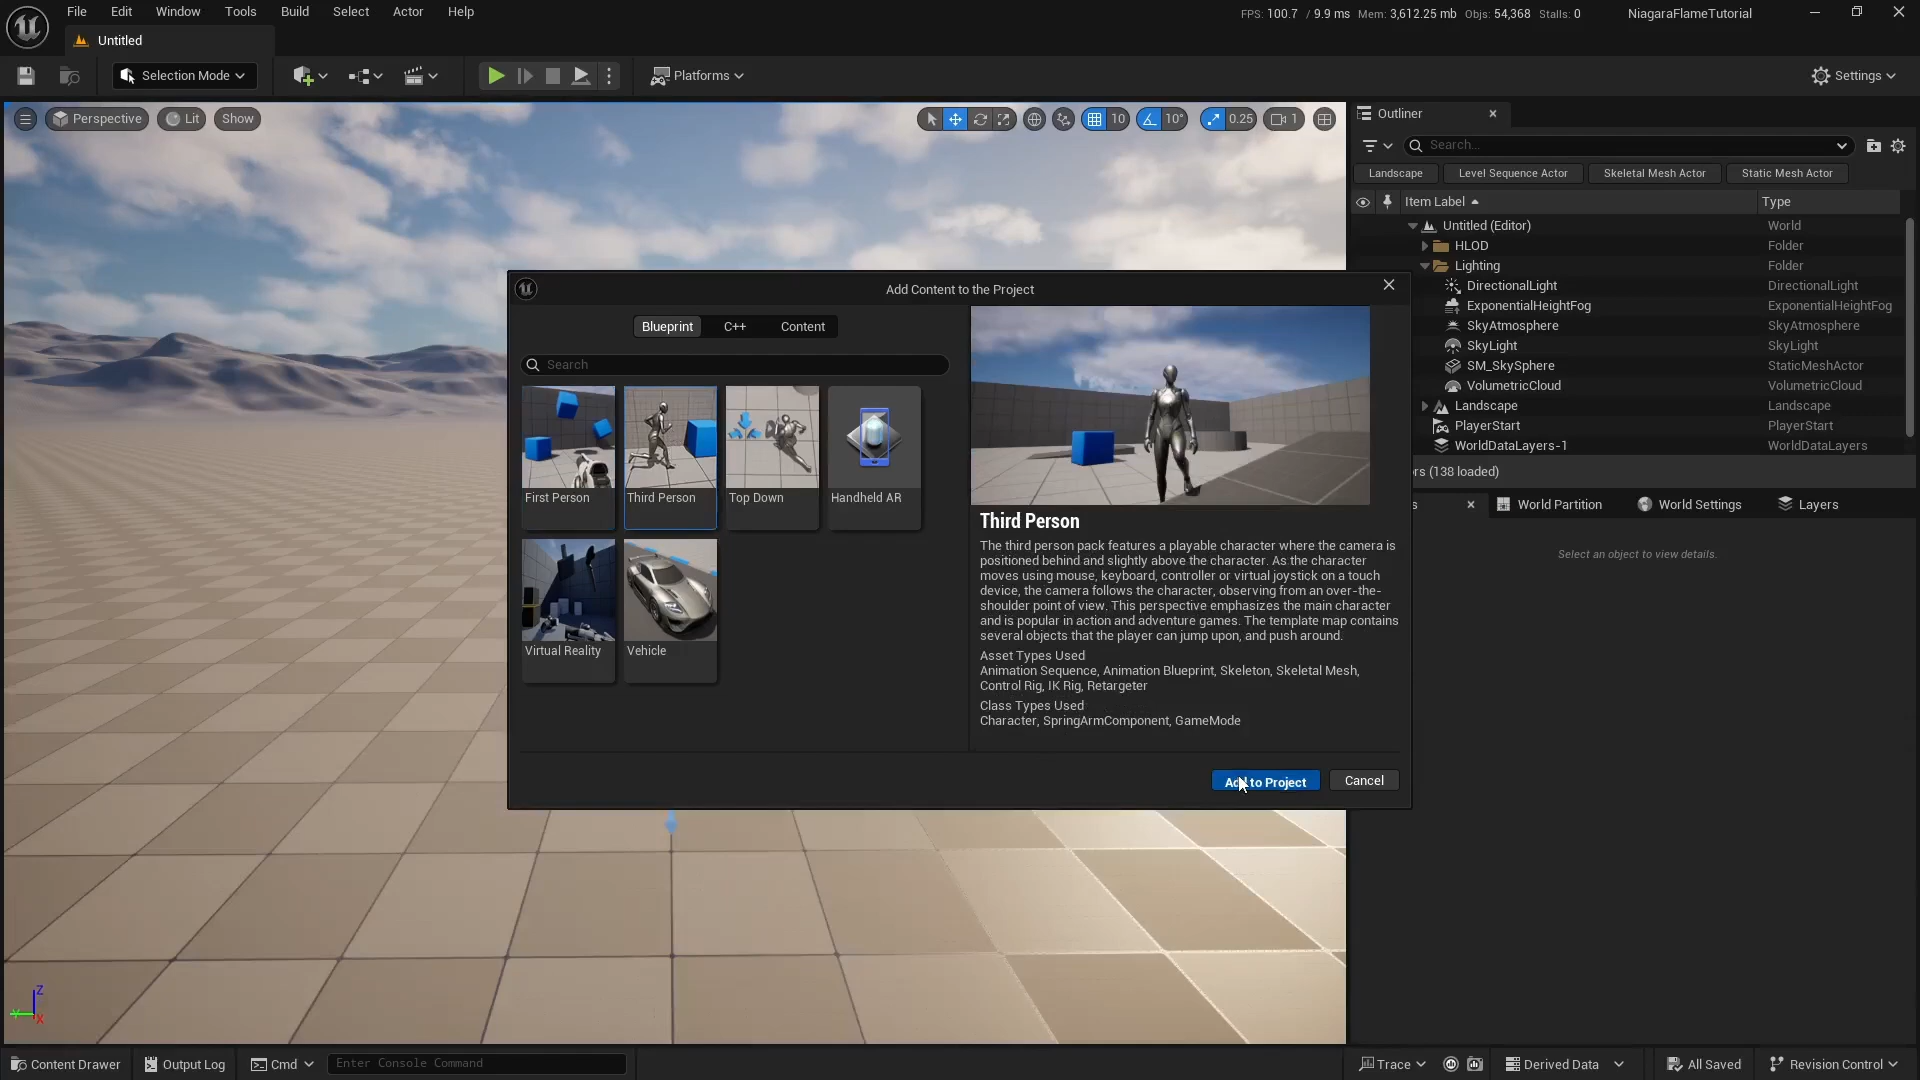 File Edit Window Tools Build Select Actor Help
FPS: 100.7 / 9.9 ms Mem: 3,612.25 mb Objs: 54,368 Stalls: 0
NiagaraFlameTutorial
Untitled
Selection Mode
Platforms
Settings
Perspective Lit Show
10 10° 0.25 1
Outliner
Search...
Landscape Level Sequence Actor Skeletal Mesh Actor Static Mesh Actor
Item Label Type
Untitled (Editor) World
HLOD Folder
Lighting Folder
DirectionalLight DirectionalLight
ExponentialHeightFog ExponentialHeightFog
SkyAtmosphere SkyAtmosphere
SkyLight SkyLight
SM_SkySphere StaticMeshActor
VolumetricCloud VolumetricCloud
Landscape Landscape
PlayerStart PlayerStart
WorldDataLayers-1 WorldDataLayers
rs (138 loaded)
s World Partition World Settings Layers
Select an object to view details.
Add Content to the Project
Blueprint C++ Content
Search
First Person Third Person Top Down Handheld AR
Virtual Reality Vehicle
Third Person
The third person pack features a playable character where the camera is
positioned behind and slightly above the character. As the character
moves using mouse, keyboard, controller or virtual joystick on a touch
device, the camera follows the character, observing from an over-the-
shoulder point of view. This perspective emphasizes the main character
and is popular in action and adventure games. The template map contains
several objects that the player can jump upon, and push around.
Asset Types Used
Animation Sequence, Animation Blueprint, Skeleton, Skeletal Mesh,
Control Rig, IK Rig, Retargeter
Class Types Used
Character, SpringArmComponent, GameMode
Add to Project Cancel
Z
Y
X
Content Drawer Output Log Cmd Enter Console Command
Trace Derived Data All Saved Revision Control